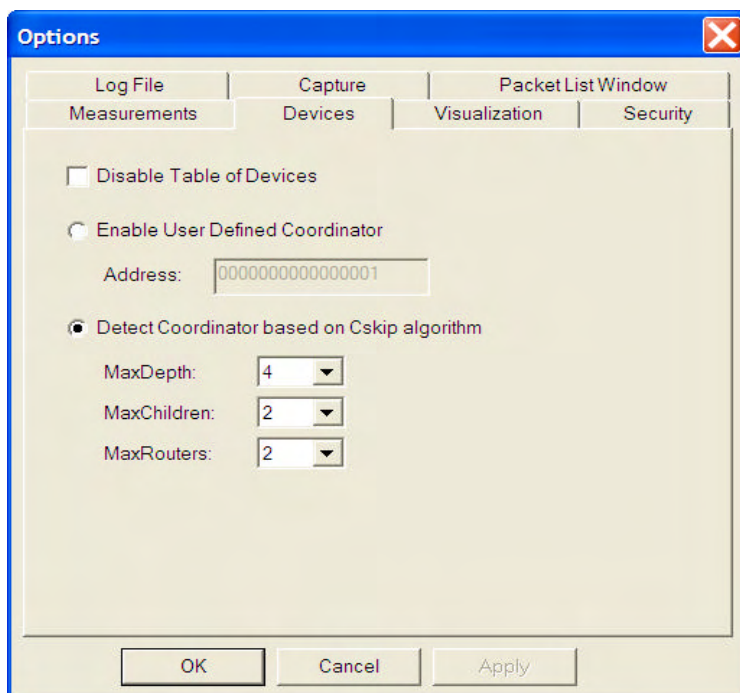 Options
Log File Capture Packet List Window
Measurements Devices Visualization Security
Disable Table of Devices
Enable User Defined Coordinator
Address: 0000000000000001
Detect Coordinator based on Cskip algorithm
MaxDepth: 4
MaxChildren: 2
MaxRouters: 2
OK Cancel Apply